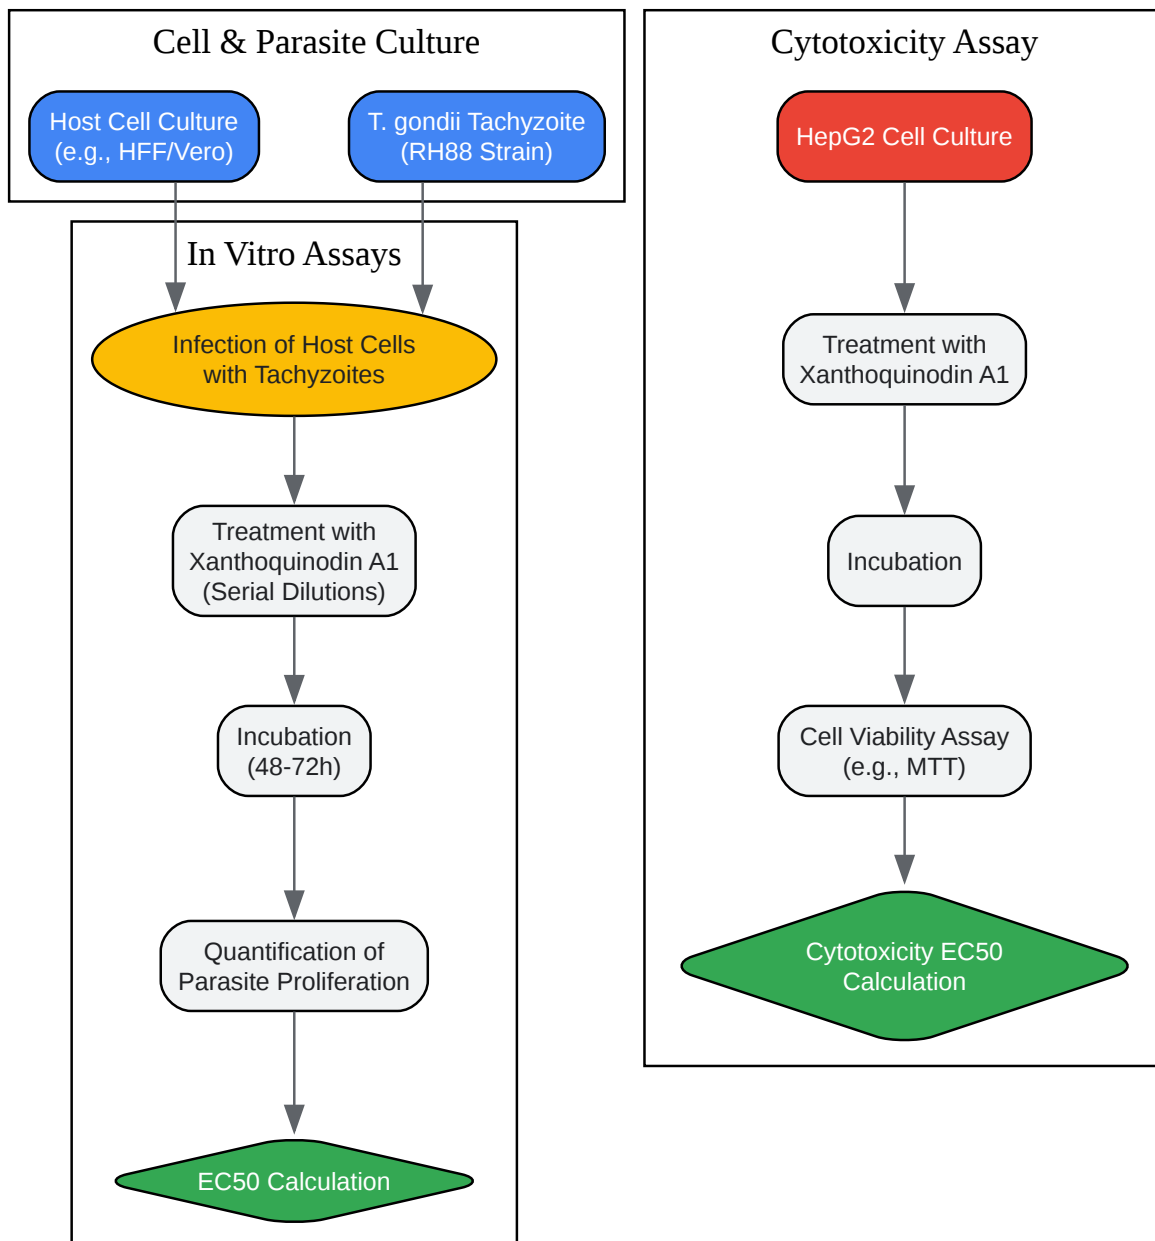 Cell & Parasite Culture
Host Cell Culture
(e.g., HFF/Vero)
T. gondii Tachyzoite
(RH88 Strain)
In Vitro Assays
Infection of Host Cells
with Tachyzoites
Treatment with
Xanthoquinodin A1
(Serial Dilutions)
Incubation
(48-72h)
Quantification of
Parasite Proliferation
EC50 Calculation
Cytotoxicity Assay
HepG2 Cell Culture
Treatment with
Xanthoquinodin A1
Incubation
Cell Viability Assay
(e.g., MTT)
Cytotoxicity EC50
Calculation